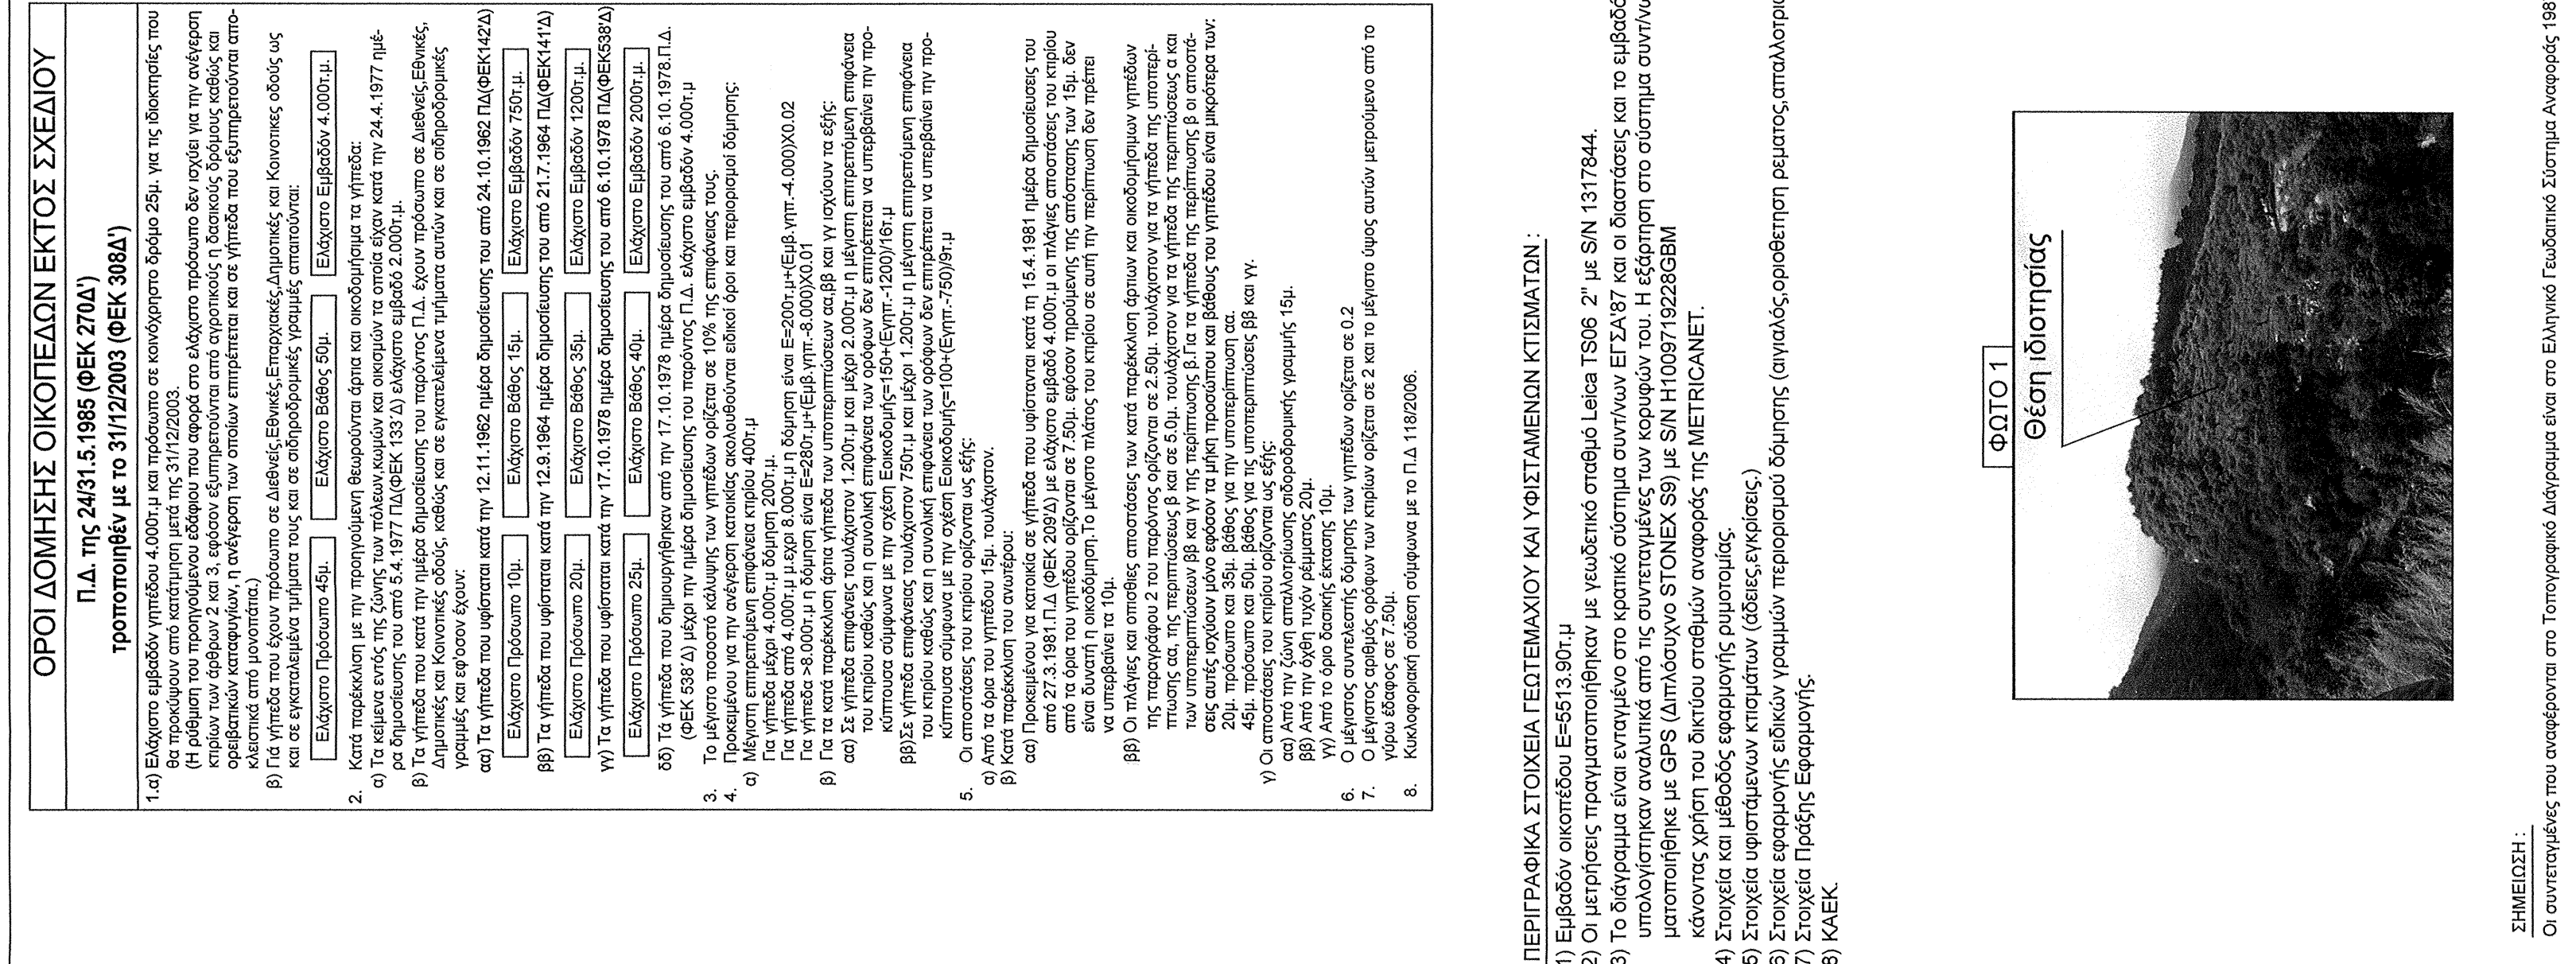 ΟΡΟΙ ΔΟΜΗΣΗΣ ΟΙΚΟΠΕΔΩΝ ΕΚΤΟΣ ΣΧΕΔΙΟΥ
Π.Δ. της 24/31.5.1985 (ΦΕΚ 270Δ')
τροποποιηθέν με το 31/12/2003 (ΦΕΚ 308Δ')
1.α) Ελάχιστο εμβαδόν γηπέδου 4.000τ.μ και πρόσωπο σε κοινόχρηστο δρόμο 25μ. για τις ιδιοκτησίες που
θα προκύψουν από κατάτμηση μετά της 31/12/2003.
(Η ρύθμιση του προηγούμενου εδάφιου που αφορά στο ελάχιστο πρόσωπο δεν ισχύει για την ανέγερση
κτιρίων των άρθρων 2 και 3, εφόσον εξυπηρετούνται από αγροτικούς η δασικούς δρόμους καθώς και
ορειβατικών καταφυγίων, η ανέγερση των οποίων επιτρέπεται και σε γήπεδα που εξυπηρετούνται απο-
κλειστικά από μονοπάτια.)
β) Γιά γήπεδα που έχουν πρόσωπο σε Διεθνείς,Εθνικές,Επαρχιακές,Δημοτικές και Κοινοτικες οδούς ως
και σε εγκαταλειμένα τμήματα τους και σε σιδηροδρομικές γραμμές απαιτούνται:
Ελάχιστο Πρόσωπο 45μ. Ελάχιστο Βάθος 50μ. Ελάχιστο Εμβαδόν 4.000τ.μ.
2. Κατά παρέκκλιση με την προηγούμενη θεωρούνται άρτια και οικοδομήσιμα τα γήπεδα:
α) Τα κείμενα εντός της ζώνης των πόλεων,κωμών και οικισμών τα οποία είχαν κατά την 24.4.1977 ημέ-
ρα δημοσίευσης του από 5.4.1977 ΠΔ(ΦΕΚ 133 Δ) ελάχιστο εμβαδό 2.000τ.μ.
β) Τα γήπεδα που κατά την ημέρα δημοσίευσης του παρόντος Π.Δ. έχουν πρόσωπο σε Διεθνείς,Εθνικές,
Δημοτικές και Κοινοτικές οδούς, καθώς και σε εγκατελείμενα τμήματα αυτών και σε σιδηροδρομικές
γραμμές και εφ'οσον έχουν:
αα) Τα γήπεδα που υφίσταται κατά την 12.11.1962 ημέρα δημοσίευσης του από 24.10.1962 ΠΔ(ΦΕΚ142'Δ)
Ελάχιστο Πρόσωπο 10μ. Ελάχιστο Βάθος 15μ. Ελάχιστο Εμβαδόν 750τ.μ.
ββ) Τα γήπεδα που υφίσταται κατά την 12.9.1964 ημέρα δημοσίευσης του από 21.7.1964 ΠΔ(ΦΕΚ141'Δ)
Ελάχιστο Πρόσωπο 20μ. Ελάχιστο Βάθος 35μ. Ελάχιστο Εμβαδόν 1200τ.μ.
γγ) Τα γήπεδα που υφίσταται κατά την 17.10.1978 ημέρα δημοσίευσης του από 6.10.1978 ΠΔ(ΦΕΚ538'Δ)
Ελάχιστο Πρόσωπο 25μ. Ελάχιστο Βάθος 40μ. Ελάχιστο Εμβαδόν 2000τ.μ.
δδ) Τά γήπεδα που δημιουργήθηκαν από την 17.10.1978 ημέρα δημοσίευσης του από 6.10.1978.Π.Δ.
(ΦΕΚ 538'Δ) μέχρι την ημέρα δημοσίευσης του παρόντος Π.Δ. ελάχιστο εμβαδόν 4.000τ.μ
3. Το μέγιστο ποσοστό κάλυψης των γηπέδων ορίζεται σε 10% της επιφάνειας τους.
4. Προκειμένου για την ανέγερση κατοικίας ακολουθούνται ειδικοί όροι και περιορισμοί δόμησης:
α) Μέγιστη επιτρεπόμενη επιφάνεια κτιρίου 400τ.μ
Για γήπεδα μέχρι 4.000τ.μ δόμηση 200τ.μ.
Για γήπεδα από 4.000τ.μ μ.εχρι 8.000τ.μ η δόμηση είναι Ε=200τ.μ+(Εμβ.γηπ.-4.000)Χ0.02
Για γήπεδα >8.000τ.μ η δόμηση είναι Ε=280τ.μ+(Εμβ.γηπ.-8.000)Χ0.01
β) Για τα κατά παρέκκλιση άρτια γήπεδα των υποπεριπτώσεων αα,ββ και γγ ισχύουν τα εξής:
αα) Σε γήπεδα επιφάνεις τουλάχιστον 1.200τ.μ και μέχρι 2.000τ.μ η μέγιστη επιτρεπόμενη επιφάνεια
του κτιρίου καθώς και η συνολική επιφάνεια των ορόφων δεν επιτρέπεται να υπερβαίνει την προ-
κύπτουσα σύμφωνα με την σχέση Εοικοδομής=150+(Εγηπ.-1200)/16τ.μ
ββ)Σε γήπεδα επιφάνειας τουλάχιστον 750τ.μ και μέχρι 1.200τ.μ η μέγιστη επιτρεπόμενη επιφάνεια
του κτιρίου καθώς και η συνολική επιφάνεια των ορόφων δεν επιτρέπεται να υπερβαίνει την προ-
κύπτουσα σύμφωνα με την σχέση Εοικοδομής=100+(Εγηπ.-750)/9τ.μ
5. Οι αποστάσεις του κτιρίου ορίζονται ως εξής:
α) Από τα όρια του γηπέδου 15μ. τουλάχιστον.
β) Κατά παρέκκλιση του ανωτέρου:
αα) Προκειμένου για κατοικία σε γήπεδα που υφίστανται κατά τη 15.4.1981 ημέρα δημοσίευσεις του
από 27.3.1981.Π.Δ (ΦΕΚ 209'Δ) με ελάχιστο εμβαδό 4.000τ.μ οι πλάγιες αποστάσεις του κτιρίου
από τα όρια του γηπέδου ορίζονται σε 7.50μ. εφόσον τηρούμενης της απόστασης των 15μ. δεν
είναι δυνατή η οικοδόμηση.Το μέγιστο πλάτος του κτιρίου σε αυτή την περίπτωση δεν πρέπει
να υπερβαίνει τα 10μ.
ββ) Οι πλάγιες και οπίσθιες αποστάσεις των κατά παρέκκλιση άρτιων και οικοδομήσιμων γηπέδων
της παραγράφου 2 του παρόντος ορίζονται σε 2.50μ. τουλάχιστον για τα γήπεδα της υποπερί-
πτωσης αα, της περιπτώσεως β και σε 5.0μ. τουλάχιστον για τα γήπεδα της περιπτώσεως α και
των υποπεριπτώσεων ββ και γγ της περίπτωσης β.Για τα γήπεδα της περίπτωσης β οι αποστά-
σεις αυτές ισχύουν μόνο εφόσον τα μήκη προσώπου και βάθους του γηπέδου είναι μικρότερα των:
20μ. πρόσωπο και 35μ. βάθος για την υποπερίπτωση αα.
45μ. πρόσωπο και 50μ. βάθος για τις υποπεριπτώσεις ββ και γγ.
γ) Οι αποστάσεις του κτιρίου ορίζονται ως εξής:
αα) Από την ζώνη απαλλοτρίωσης σιδοροδρομικής γραμμής 15μ.
ββ) Από την όχθη τυχόν ρέμματος 20μ.
γγ) Από το όριο δασικής έκτασης 10μ.
6. Ο μέγιστος συντελεστής δόμησης των γηπέδων ορίζεται σε 0.2
7. Ο μέγιστος αριθμός ορόφων των κτιρίων ορίζεται σε 2 και το μέγιστο ύψος αυτών μετρούμενο από το
γύρω έδαφος σε 7.50μ.
8. Κυκλοφοριακή σύδεση σύμφωνα με το Π.Δ 118/2006.
ΠΕΡΙΓΡΑΦΙΚΑ ΣΤΟΙΧΕΙΑ ΓΕΩΤΕΜΑΧΙΟΥ ΚΑΙ ΥΦΙΣΤΑΜΕΝΩΝ ΚΤΙΣΜΑΤΩΝ :
1) Εμβαδόν οικοπέδου Ε=5513.90τ.μ
2) Οι μετρήσεις πραγματοποιήθηκαν με γεωδετικό σταθμό Leica TS06 2" με S/N 1317844.
3) Το διάγραμμα είναι ενταγμένο στο κρατικό σύστημα συντ/νων ΕΓΣΑ'87 και οι διαστάσεις και το εμβαδό
υπολογίστηκαν αναλυτικά από τις συντεταγμένες των κορυφών του. Η εξάρτηση στο σύστημα συντ/νω
ματοποιήθηκε με GPS (Διπλόσυχνο STONEX S9) με S/N H1009719228GBM
κάνοντας χρήση του δικτύου σταθμών αναφοράς της METRICANET.
4) Στοιχεία και μέθοδός εφαρμογής ρυμοτομίας.
5) Στοιχεία υφιστάμενων κτισμάτων (άδειες,εγκρίσεις,)
6) Στοιχεία εφαρμογής ειδικών γραμμών περιορισμού δόμησης (αιγιαλός,οριοθετηση ρεματος,απαλλοτρι
7) Στοιχεία Πράξης Εφαρμογής.
8) ΚΑΕΚ.
ΦΩΤΟ 1
Θέση ιδιοτησίας
ΣΗΜΕΙΩΣΗ :
Οι συντεταγμένες που αναφέρονται στο Τοπογραφικό Διάγραμμα είναι στο Ελληνικό Γεωδαιτικό Σύστημα Αναφοράς 198